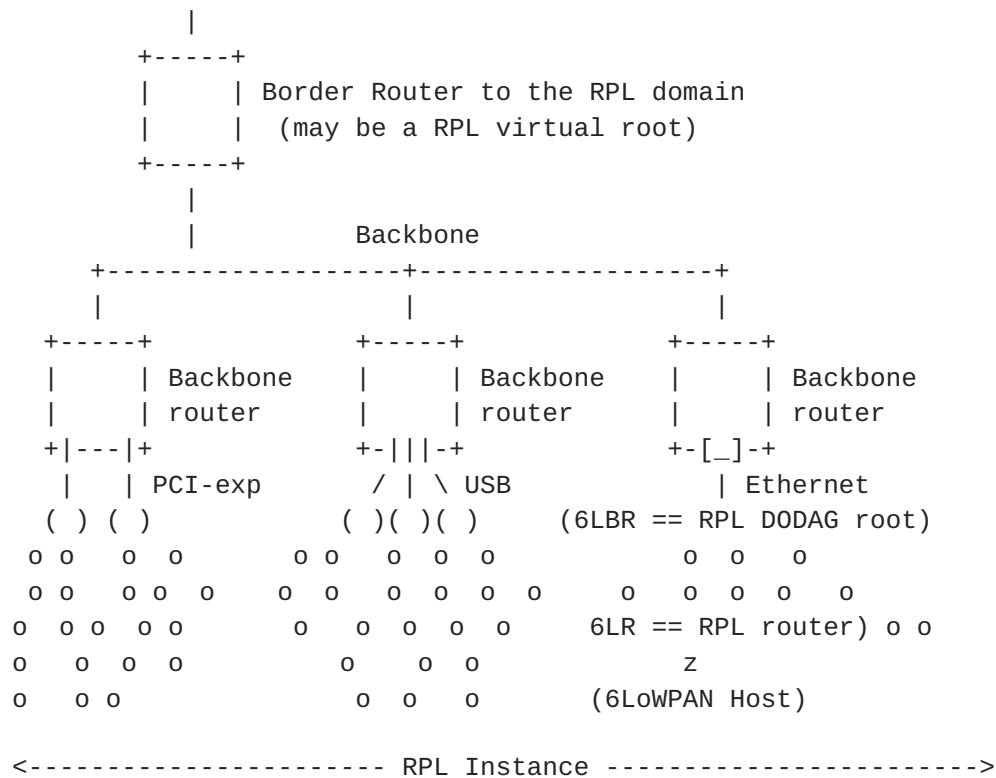 |
+-----+
|     | Border Router to the RPL domain
|     |  (may be a RPL virtual root)
+-----+
|
|          Backbone
+-------------------+-------------------+
|                   |                   |
+-----+             +-----+             +-----+
|     | Backbone    |     | Backbone    |     | Backbone
|     | router      |     | router      |     | router
+|---|+             +-|||-+             +-[_]-+
|   | PCI-exp       / | \ USB             | Ethernet
( ) ( )            ( )( )( )     (6LBR == RPL DODAG root)
o o   o  o       o o   o  o  o            o  o   o
o o   o o  o    o  o   o  o  o  o     o   o  o  o   o
o  o o  o o       o   o  o  o  o     6LR == RPL router) o o
o   o  o  o          o    o  o             z
o   o o               o  o   o       (6LoWPAN Host)
<----------------------- RPL Instance ------------------------>